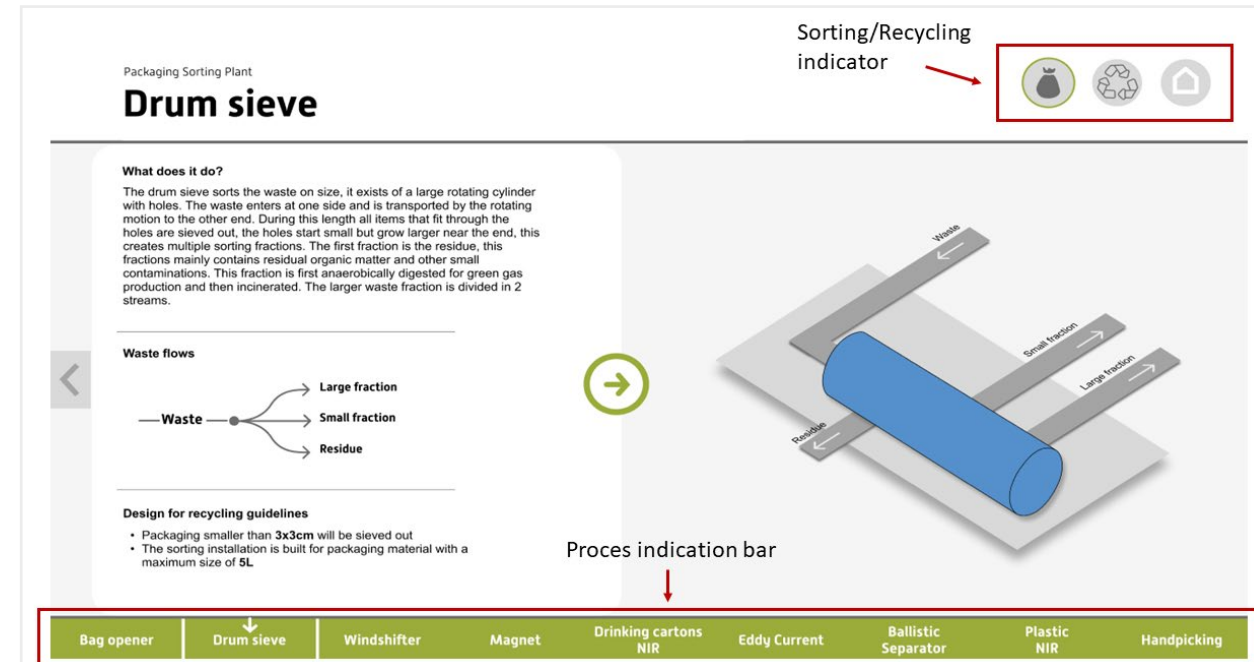 Sorting/Recycling
indicator
Packaging Sorting Plant
Drum sieve
What does it do?
The drum sieve sorts the waste on size, it exists of a large rotating cylinder
with holes. The waste enters at one side and is transported by the rotating
motion to the other end. During this length all items that fit through the
holes are sieved out, the holes start small but grow larger near the end, this
creates multiple sorting fractions. The first fraction is the residue, this
fractions mainly contains residual organic matter and other small
contaminations. This fraction is first anaerobically digested for green gas
production and then incinerated. The larger waste fraction is divided in 2
streams.
Waste flows
Waste
Large fraction
Small fraction
Residue
Design for recycling guidelines
• Packaging smaller than 3x3cm will be sieved out
• The sorting installation is built for packaging material with a
maximum size of 5L
Waste
Small fraction
Large fraction
Residue
Proces indication bar
Bag opener
Drum sieve
Windshifter
Magnet
Drinking cartons
NIR
Eddy Current
Ballistic
Separator
Plastic
NIR
Handpicking